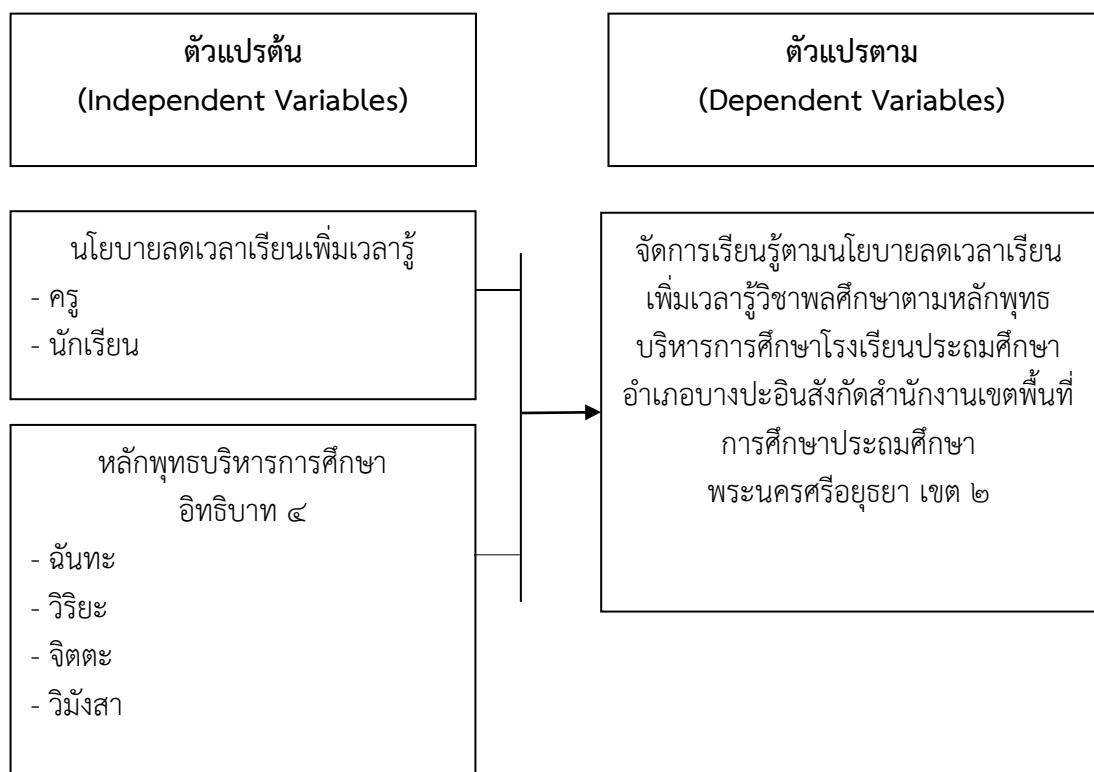 ตัวแปรต้น
(Independent Variables)
ตัวแปรตาม
(Dependent Variables)
นโยบายลดเวลาเรียนเพิ่มเวลารู้
- ครู
- นักเรียน
หลักพุทธบริหารการศึกษา
อิทธิบาท ๔
- ฉันทะ
- วิริยะ
- จิตตะ
- วิมังสา
จัดการเรียนรู้ตามนโยบายลดเวลาเรียน
เพิ่มเวลารู้วิชาพลศึกษาตามหลักพุทธ
บริหารการศึกษาโรงเรียนประถมศึกษา
อำเภอบางปะอินสังกัดสำนักงานเขตพื้นที่
การศึกษาประถมศึกษา
พระนครศรีอยุธยา เขต ๒